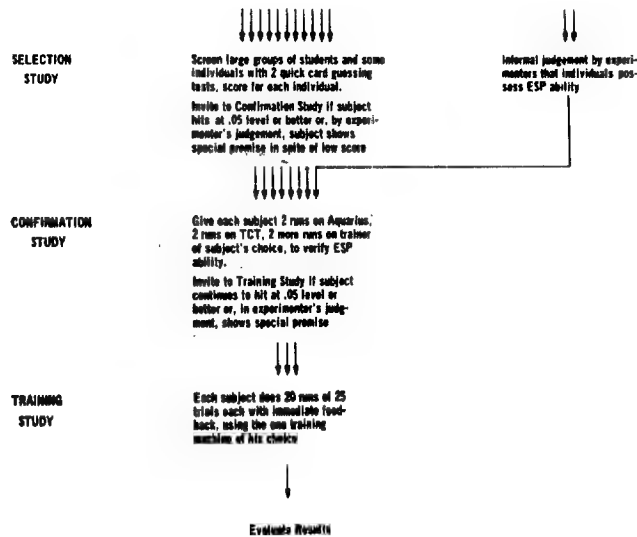 SELECTION
STUDY
Screen large groups of students and some
individuals with 2 quick card guessing
tests, score for each individual.
Invite to Confirmation Study if subject
hits at .05 level or better or, by experi-
menter's judgement, subject shows
special promise in spite of low score
Informal judgement by experi-
menters that individuals pos-
sess ESP ability
CONFIRMATION
STUDY
Give each subject 2 runs on Aquarius,
2 runs on TCT, 2 more runs on trainer
of subject's choice, to verify ESP
ability.
Invite to Training Study if subject
continues to hit at .05 level or
better or, in experimenter's judg-
ment, shows special promise
TRAINING
STUDY
Each subject does 20 runs of 25
trials each with immediate feed-
back, using the one training
machine of his choice
Evaluate Results